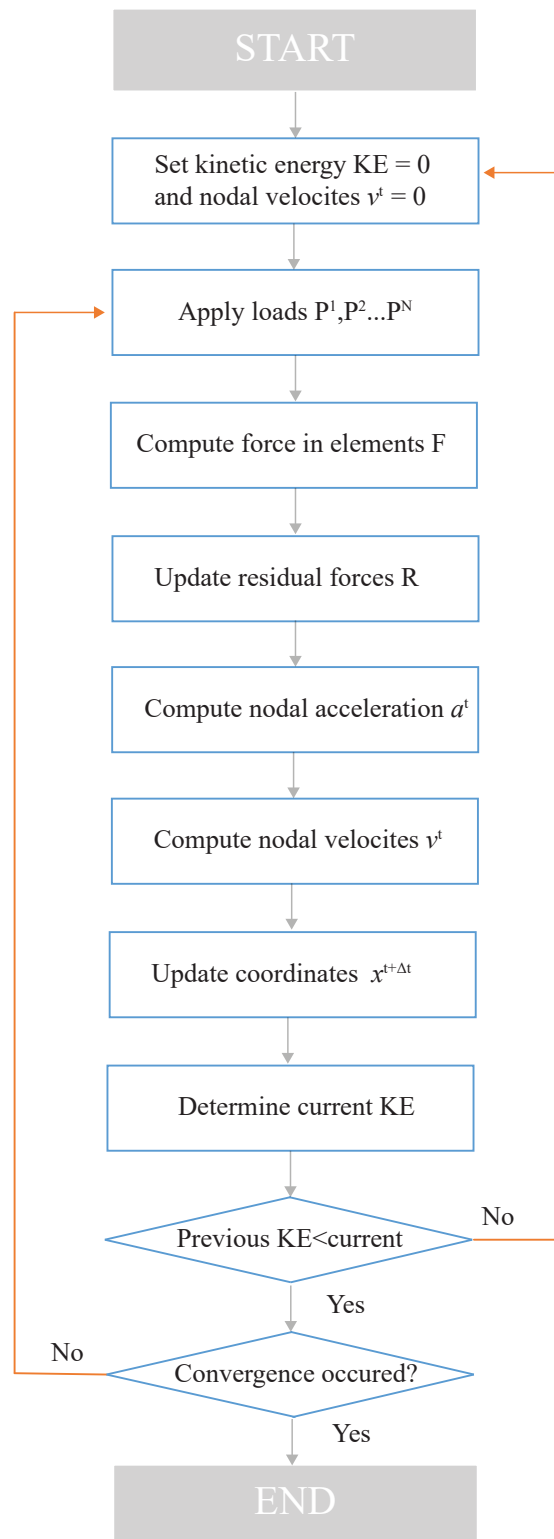 START
Set kinetic energy KE = 0
and nodal velocites vᵗ = 0
Apply loads P¹,P²...Pᴺ
Compute force in elements F
Update residual forces R
Compute nodal acceleration aᵗ
Compute nodal velocites vᵗ
Update coordinates xᵗ⁺ᐃᵗ
Determine current KE
Previous KE<current
No
Yes
No
Convergence occured?
Yes
END